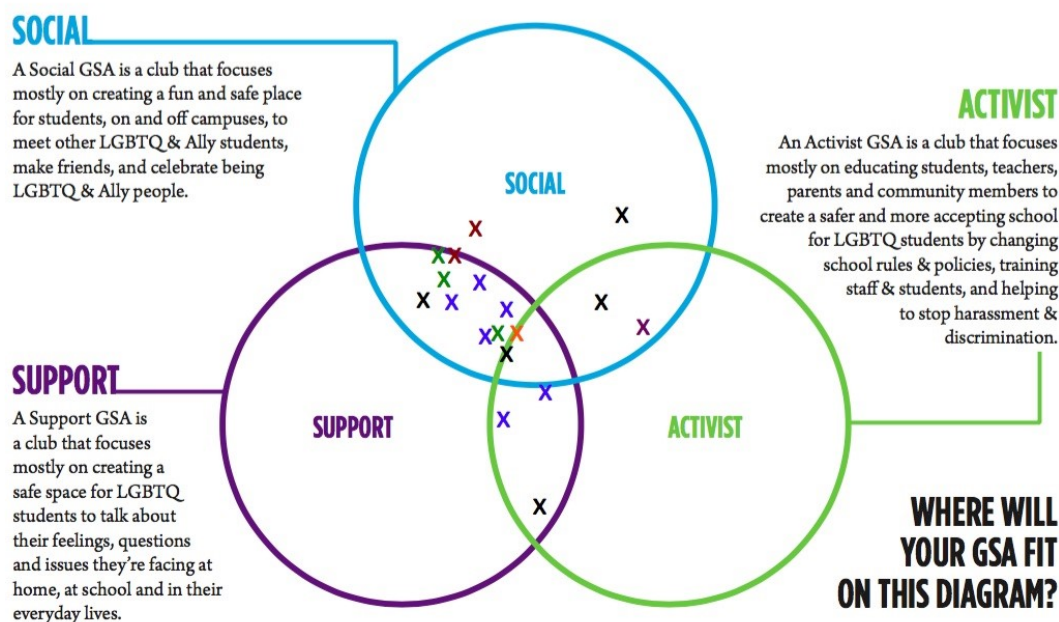 SOCIAL
A Social GSA is a club that focuses
mostly on creating a fun and safe place
for students, on and off campuses, to
meet other LGBTQ & Ally students,
make friends, and celebrate being
LGBTQ & Ally people.
ACTIVIST
An Activist GSA is a club that focuses
mostly on educating students, teachers,
parents and community members to
create a safer and more accepting school
for LGBTQ students by changing
school rules & policies, training
staff & students, and helping
to stop harassment &
discrimination.
SOCIAL
X
X
X X
X X
X X X
X
X X X X
X
X
X
SUPPORT
A Support GSA is
a club that focuses
mostly on creating a
safe space for LGBTQ
students to talk about
their feelings, questions
and issues they’re facing at
home, at school and in their
everyday lives.
SUPPORT
ACTIVIST
X
X
WHERE WILL
YOUR GSA FIT
ON THIS DIAGRAM?